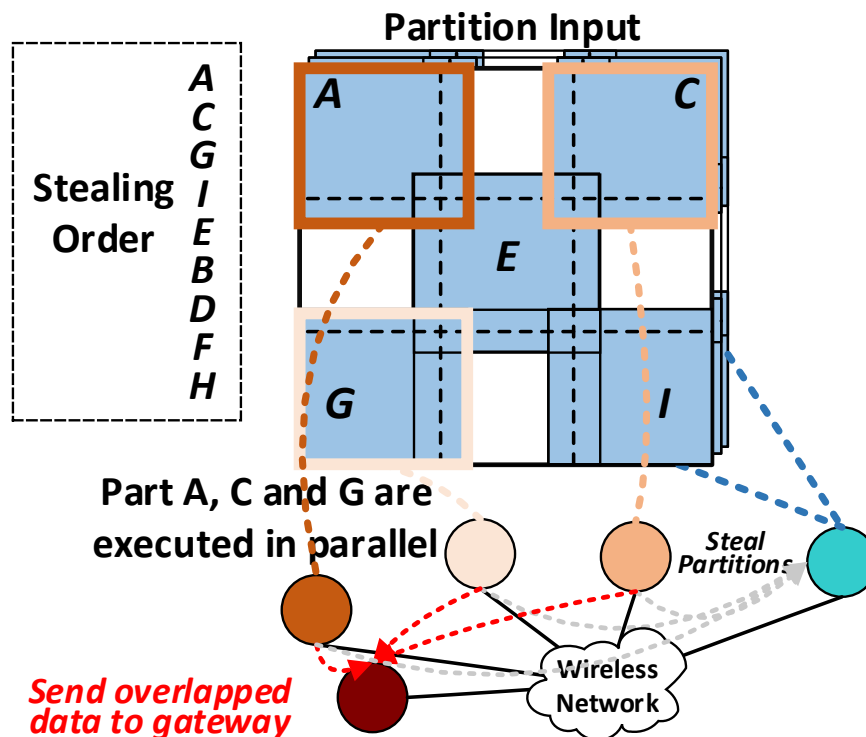 Partition Input
Stealing
Order
A
C
G
I
E
B
D
F
H
A
C
E
G
I
Part A, C and G are
executed in parallel
Steal
Partitions
Wireless
Network
Send overlapped
data to gateway